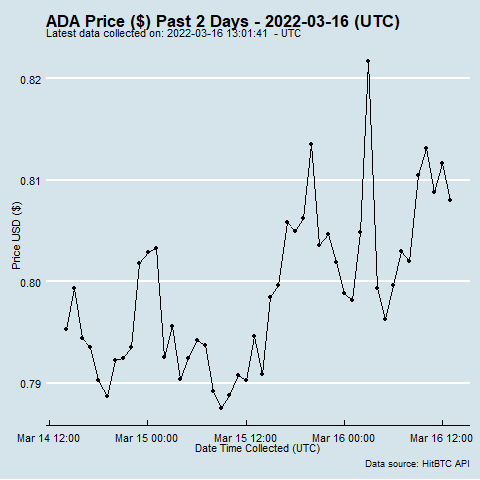 ADA Price ($) Past 2 Days - 2022-03-16 (UTC)
Latest data collected on: 2022-03-16 13:01:41 - UTC
0.82
0.81
0.80
0.79
Price USD ($)
Mar 14 12:00 Mar 15 00:00 Mar 15 12:00 Mar 16 00:00 Mar 16 12:00
Date Time Collected (UTC)
Data source: HitBTC API